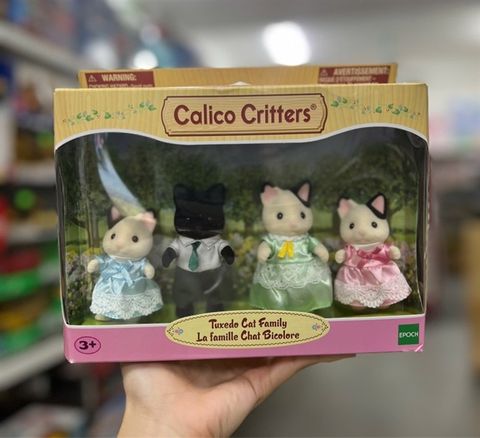 WARNING:
AVERTISSEMENT:
Calico Critters®
Tuxedo Cat Family
La famille Chat Bicolore
3+
EPOCH